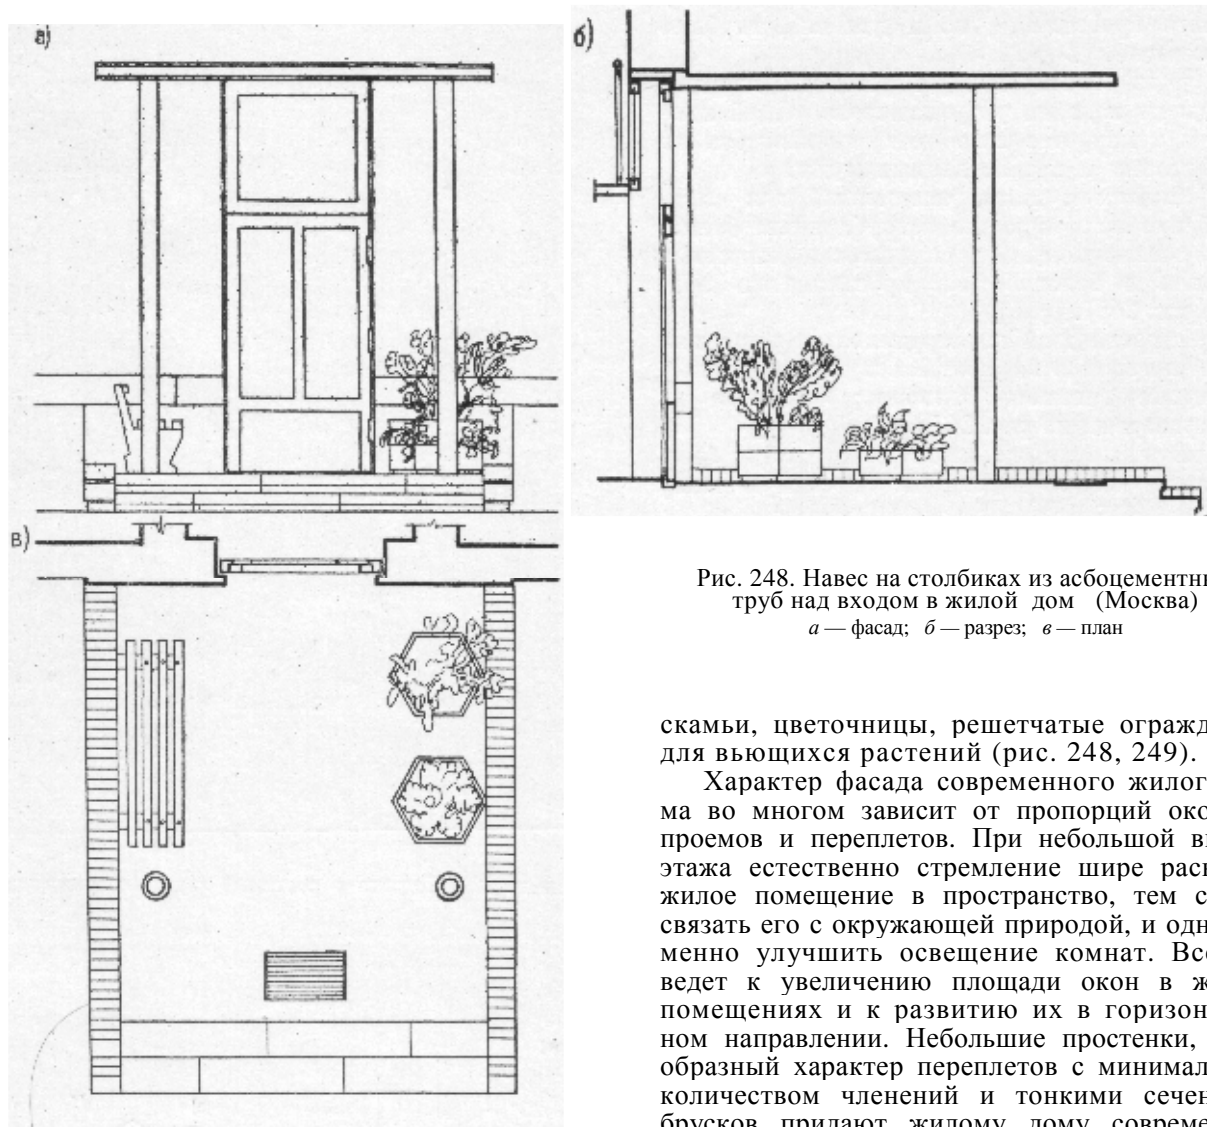 а)
б)
в)
Рис. 248. Навес на столбиках из асбоцементн
труб над входом в жилой дом (Москва)
а — фасад; б — разрез; в — план
скамьи, цветочницы, решетчатые огражд
для вьющихся растений (рис. 248, 249).
Характер фасада современного жилог
ма во многом зависит от пропорций око
проемов и переплетов. При небольшой в
этажа естественно стремление шире рас
жилое помещение в пространство, тем с
связать его с окружающей природой, и одн
менно улучшить освещение комнат. Все
ведет к увеличению площади окон в ж
помещениях и к развитию их в горизон
ном направлении. Небольшие простенки,
образный характер переплетов с минимал
количеством членений и тонкими сечен
брусков придают жилому дому совреме